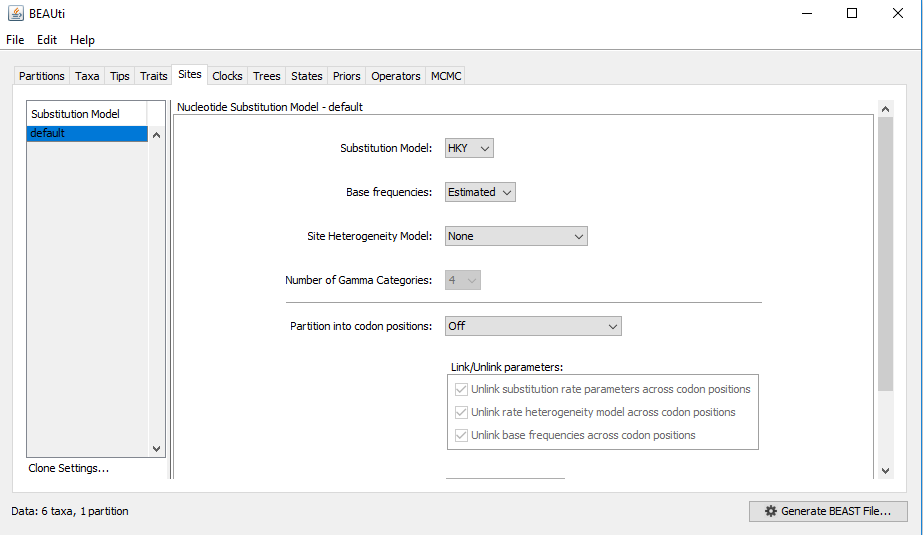 BEAUti
File Edit Help
Partitions Taxa Tips Traits Sites Clocks Trees States Priors Operators MCMC
Substitution Model
default
Nucleotide Substitution Model - default
Substitution Model: HKY
Base frequencies: Estimated
Site Heterogeneity Model: None
Number of Gamma Categories: 4
Partition into codon positions: Off
Link/Unlink parameters:
Unlink substitution rate parameters across codon positions
Unlink rate heterogeneity model across codon positions
Unlink base frequencies across codon positions
Clone Settings...
Data: 6 taxa, 1 partition
Generate BEAST File...